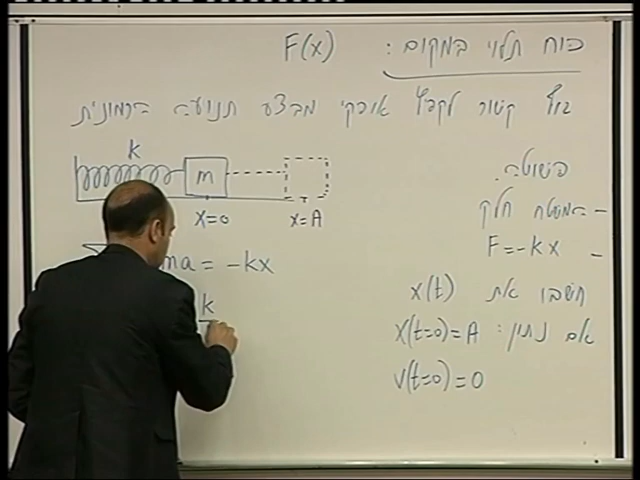 כוח תלוי במקום : F(x)
גוף קשור לקפיץ אופקי מבצע תנועה הרמונית
פשוטה.
- המשטח חלק
- F=-kx
חשבו את x(t)
אם נתון: x(t=0)=A
v(t=0)=0
k
m
x=0 x=A
ma = -kx
k